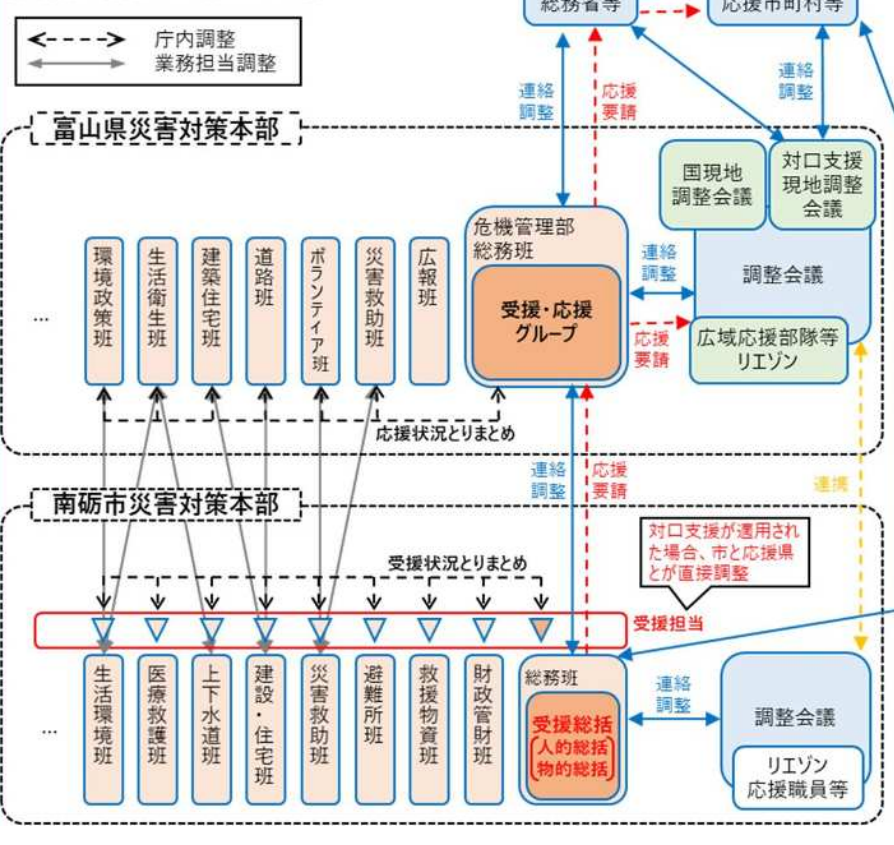 総務省等
応援市町村等
庁内調整
業務担当調整
連絡
調整
応援
要請
連絡
調整
富山県災害対策本部
国現地
調整会議
対口支援
現地調整
会議
危機管理部
総務班
受援・応援
グループ
連絡
調整
調整会議
応援
要請
広域応援部隊等
リエゾン
…
環境政策班
生活衛生班
建築住宅班
道路班
ボランティア班
災害救助班
広報班
応援状況とりまとめ
連絡
調整
応援
要請
連携
南砺市災害対策本部
対口支援が適用され
た場合、市と応援県
とが直接調整
受援状況とりまとめ
受援担当
…
生活環境班
医療救護班
上下水道班
建設・住宅班
災害救助班
避難所班
救援物資班
財政管財班
総務班
受援総括
人的総括
物的総括
連絡
調整
調整会議
リエゾン
応援職員等